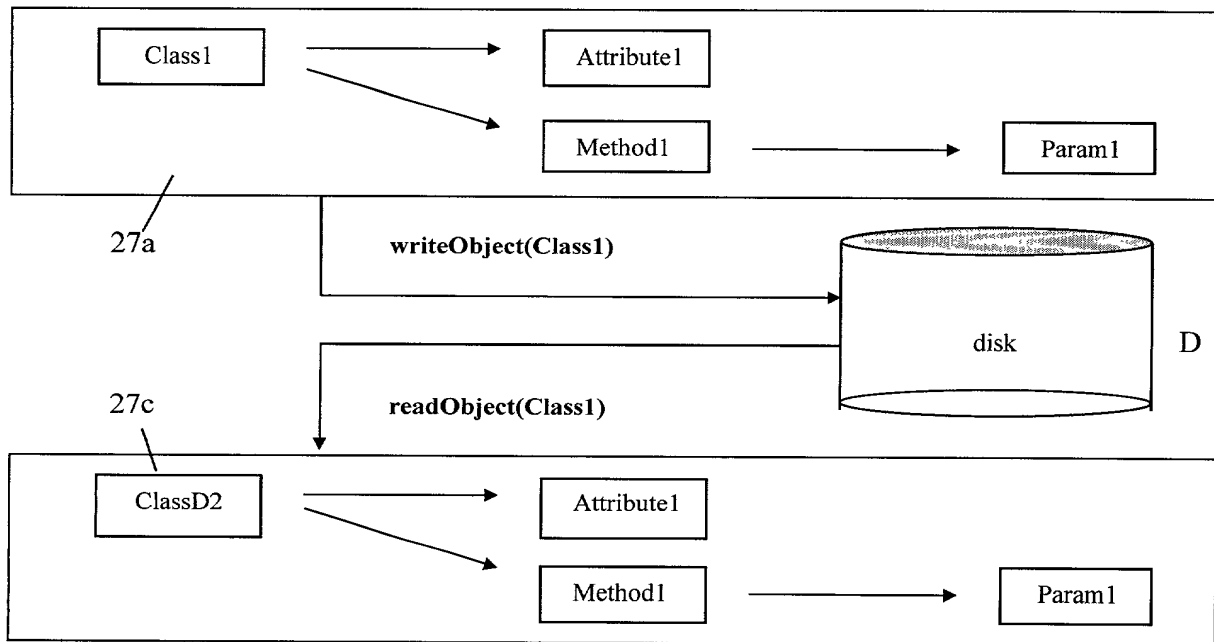 Class1
Attribute1
Method1
Param1
27a
writeObject(Class1)
disk
D
27c
readObject(Class1)
ClassD2
Attribute1
Method1
Param1